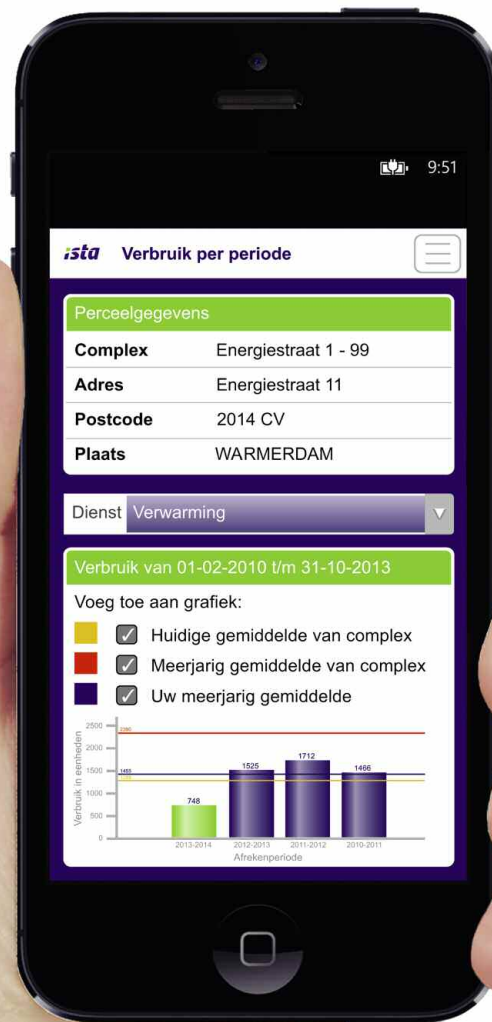 9:51
ista Verbruik per periode
Perceelgegevens
Complex Energiestraat 1 - 99
Adres Energiestraat 11
Postcode 2014 CV
Plaats WARMERDAM
Dienst Verwarming
Verbruik van 01-02-2010 t/m 31-10-2013
Voeg toe aan grafiek:
Huidige gemiddelde van complex
Meerjarig gemiddelde van complex
Uw meerjarig gemiddelde
Verbruik in eenheden
2500
2000
1500
1000
500
0
748
1525
1712
1466
2013-2014 2012-2013 2011-2012 2010-2011
Afrekenperiode